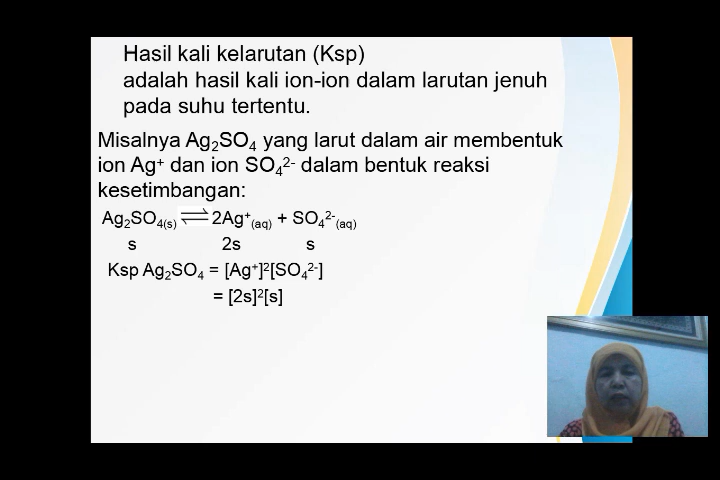 Hasil kali kelarutan (Ksp)
adalah hasil kali ion-ion dalam larutan jenuh
pada suhu tertentu.
Misalnya Ag₂SO₄ yang larut dalam air membentuk
ion Ag⁺ dan ion SO₄²⁻ dalam bentuk reaksi
kesetimbangan:
Ag₂SO₄₍s₎ ⇌ 2Ag⁺₍aq₎ + SO₄²⁻₍aq₎
s 2s s
Ksp Ag₂SO₄ = [Ag⁺]²[SO₄²⁻]
= [2s]²[s]